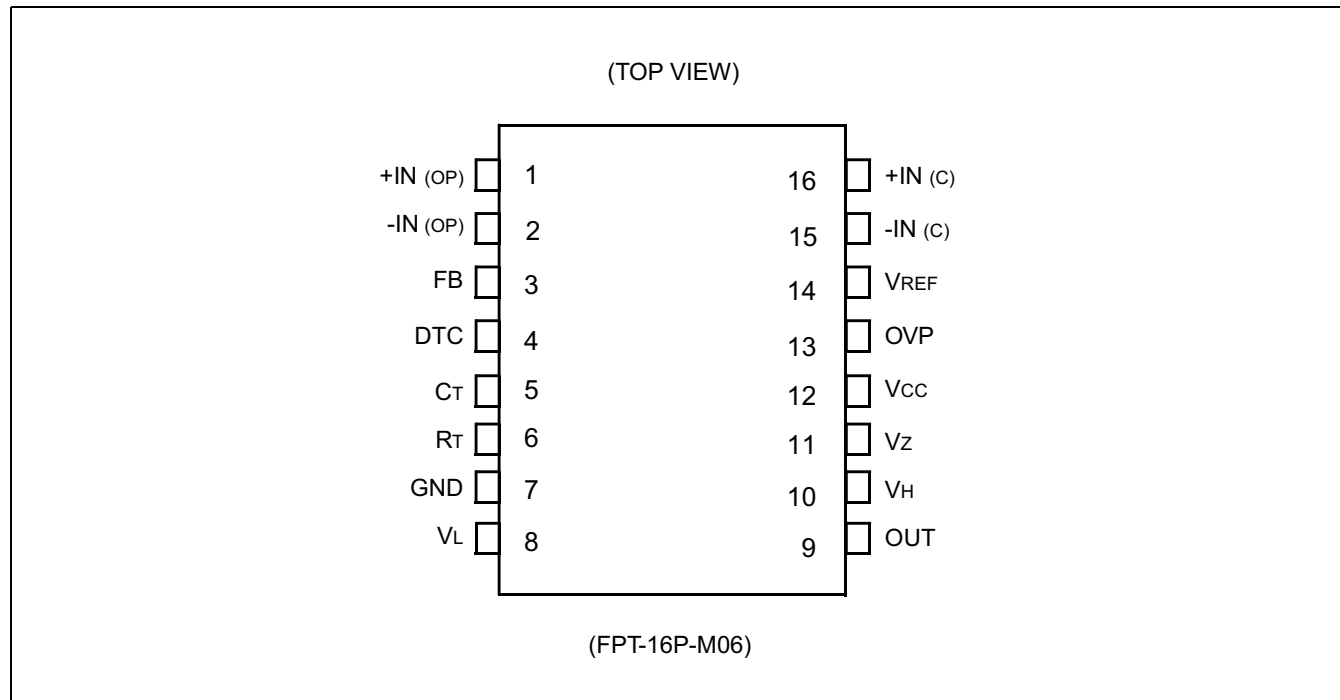 (TOP VIEW)
+IN (OP) 1 16 +IN (C)
-IN (OP) 2 15 -IN (C)
FB 3 14 VREF
DTC 4 13 OVP
CT 5 12 VCC
RT 6 11 VZ
GND 7 10 VH
VL 8 9 OUT
(FPT-16P-M06)